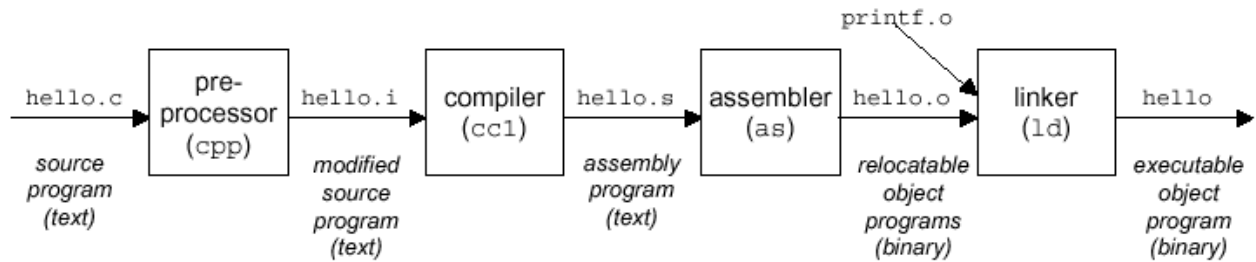 printf.o
hello.c
pre-
processor
(cpp)
hello.i
compiler
(cc1)
hello.s
assembler
(as)
hello.o
linker
(ld)
hello
source
program
(text)
modified
source
program
(text)
assembly
program
(text)
relocatable
object
programs
(binary)
executable
object
program
(binary)